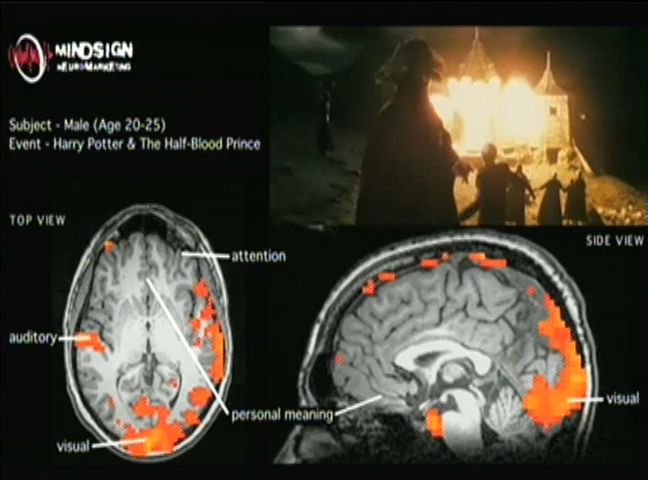 MINDSIGN
NEUROMARKETING
Subject - Male (Age 20-25)
Event - Harry Potter & The Half-Blood Prince
TOP VIEW
SIDE VIEW
attention
auditory
personal meaning
visual
visual